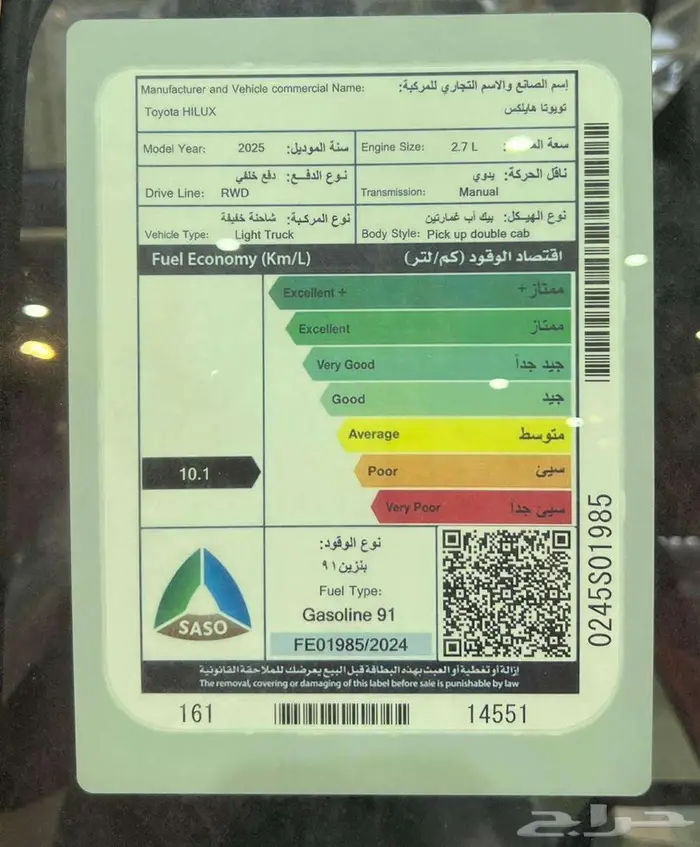 Manufacturer and Vehicle commercial Name: إسم الصانع والاسم التجاري للمركبة:
Toyota HILUX تويوتا هايلكس
Model Year: 2025 سنة الموديل:
Engine Size: 2.7 L سعة
Drive Line: RWD نوع الدفع: دفع خلفي
Transmission: Manual ناقل الحركة: يدوي
Vehicle Type: Light Truck نوع المركبة: شاحنة خفيفة
Body Style: Pick up double cab نوع الهيكل: بيك أب غمارتين
Fuel Economy (Km/L) اقتصاد الوقود (كم/لتر)
Excellent + ممتاز +
Excellent ممتاز
Very Good جيد جداً
Good جيد
Average متوسط
10.1
Poor سيئ
Very Poor سيئ جداً
SASO
نوع الوقود:
بنزين ٩١
Fuel Type:
Gasoline 91
FE01985/2024
0245S01985
إزالة أو تغطية أو العبث بهذه البطاقة قبل البيع يعرضك للملاحقة القانونية
The removal, covering or damaging of this label before sale is punishable by law
161 14551
حراج